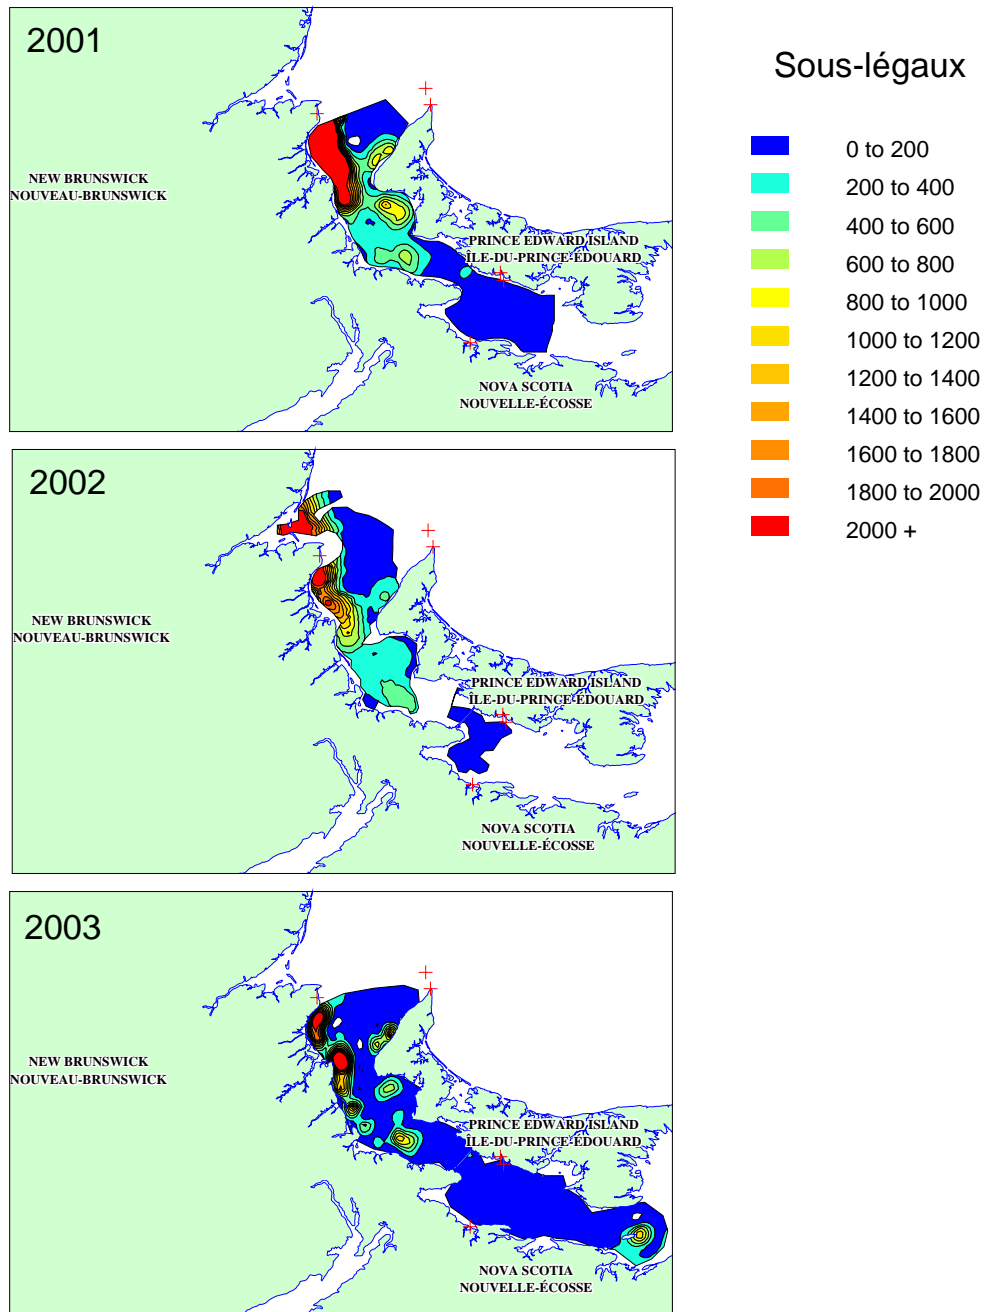 2001
NEW BRUNSWICK
NOUVEAU-BRUNSWICK
PRINCE EDWARD ISLAND
ÎLE-DU-PRINCE-ÉDOUARD
NOVA SCOTIA
NOUVELLE-ÉCOSSE
2002
NEW BRUNSWICK
NOUVEAU-BRUNSWICK
PRINCE EDWARD ISLAND
ÎLE-DU-PRINCE-ÉDOUARD
NOVA SCOTIA
NOUVELLE-ÉCOSSE
2003
NEW BRUNSWICK
NOUVEAU-BRUNSWICK
PRINCE EDWARD ISLAND
ÎLE-DU-PRINCE-ÉDOUARD
NOVA SCOTIA
NOUVELLE-ÉCOSSE
Sous-légaux
0 to 200
200 to 400
400 to 600
600 to 800
800 to 1000
1000 to 1200
1200 to 1400
1400 to 1600
1600 to 1800
1800 to 2000
2000 +